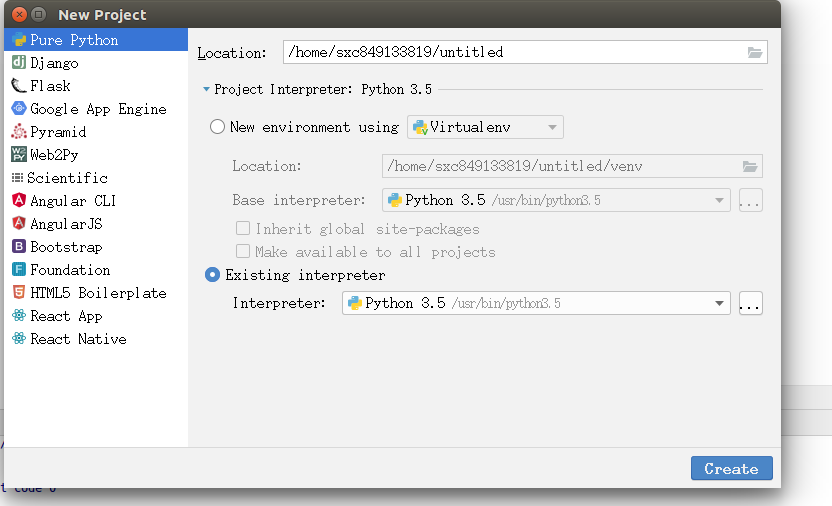 New Project
Pure Python
Django
Flask
Google App Engine
Pyramid
Web2Py
Scientific
Angular CLI
AngularJS
Bootstrap
Foundation
HTML5 Boilerplate
React App
React Native
Location: /home/sxc849133819/untitled
Project Interpreter: Python 3.5
New environment using Virtualenv
Location: /home/sxc849133819/untitled/venv
Base interpreter: Python 3.5 /usr/bin/python3.5 ...
Inherit global site-packages
Make available to all projects
Existing interpreter
Interpreter: Python 3.5 /usr/bin/python3.5 ...
Create